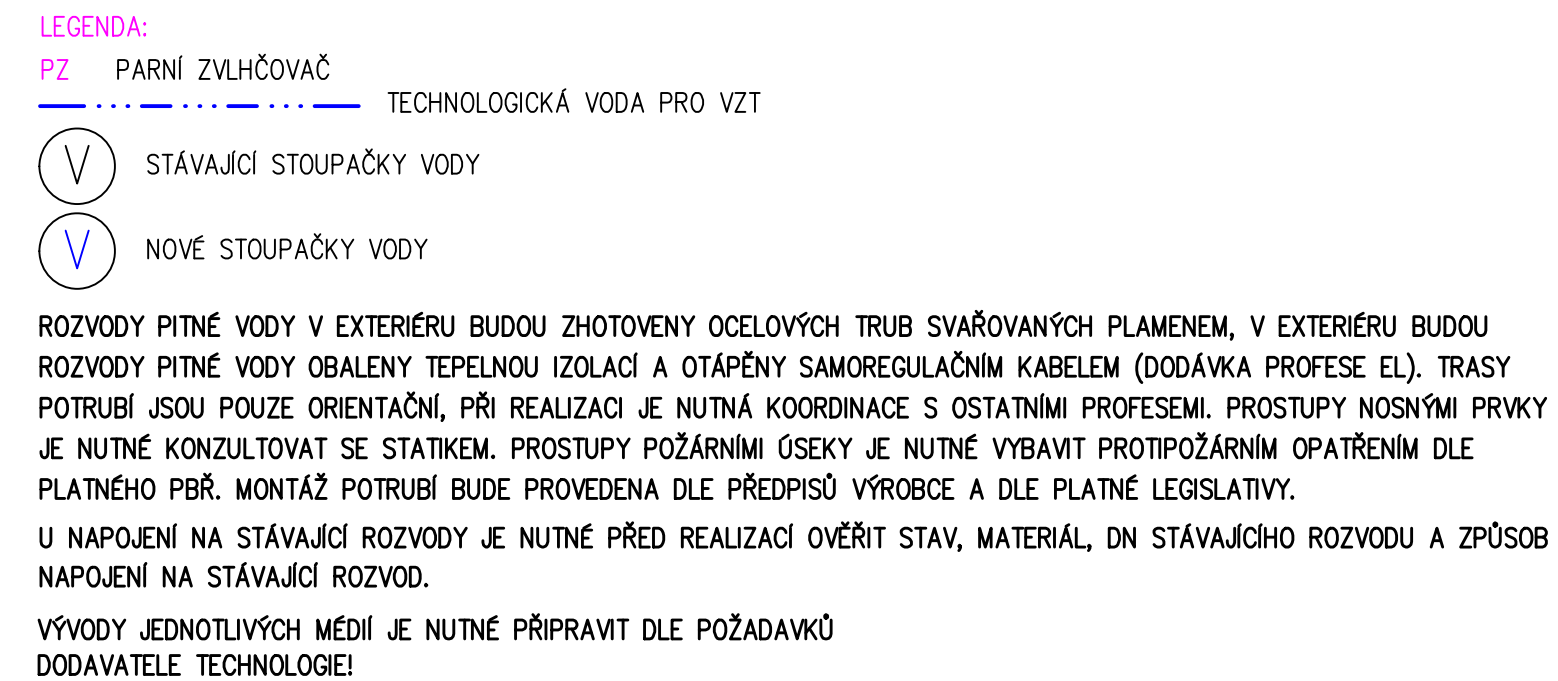 LEGENDA:
PZ PARNÍ ZVLHČOVAČ
TECHNOLOGICKÁ VODA PRO VZT
V STÁVAJÍCÍ STOUPAČKY VODY
V NOVÉ STOUPAČKY VODY
ROZVODY PITNÉ VODY V EXTERIÉRU BUDOU ZHOTOVENY OCELOVÝCH TRUB SVAŘOVANÝCH PLAMENEM, V EXTERIÉRU BUDOU
ROZVODY PITNÉ VODY OBALENY TEPELNOU IZOLACÍ A OTÁPĚNY SAMOREGULAČNÍM KABELEM (DODÁVKA PROFESE EL). TRASY
POTRUBÍ JSOU POUZE ORIENTAČNÍ, PŘI REALIZACI JE NUTNÁ KOORDINACE S OSTATNÍMI PROFESEMI. PROSTUPY NOSNÝMI PRVKY
JE NUTNÉ KONZULTOVAT SE STATIKEM. PROSTUPY POŽÁRNÍMI ÚSEKY JE NUTNÉ VYBAVIT PROTIPOŽÁRNÍM OPATŘENÍM DLE
PLATNÉHO PBŘ. MONTÁŽ POTRUBÍ BUDE PROVEDENA DLE PŘEDPISŮ VÝROBCE A DLE PLATNÉ LEGISLATIVY.
U NAPOJENÍ NA STÁVAJÍCÍ ROZVODY JE NUTNÉ PŘED REALIZACÍ OVĚŘIT STAV, MATERIÁL, DN STÁVAJÍCÍHO ROZVODU A ZPŮSOB
NAPOJENÍ NA STÁVAJÍCÍ ROZVOD.
VÝVODY JEDNOTLIVÝCH MÉDIÍ JE NUTNÉ PŘIPRAVIT DLE POŽADAVKŮ
DODAVATELE TECHNOLOGIE!